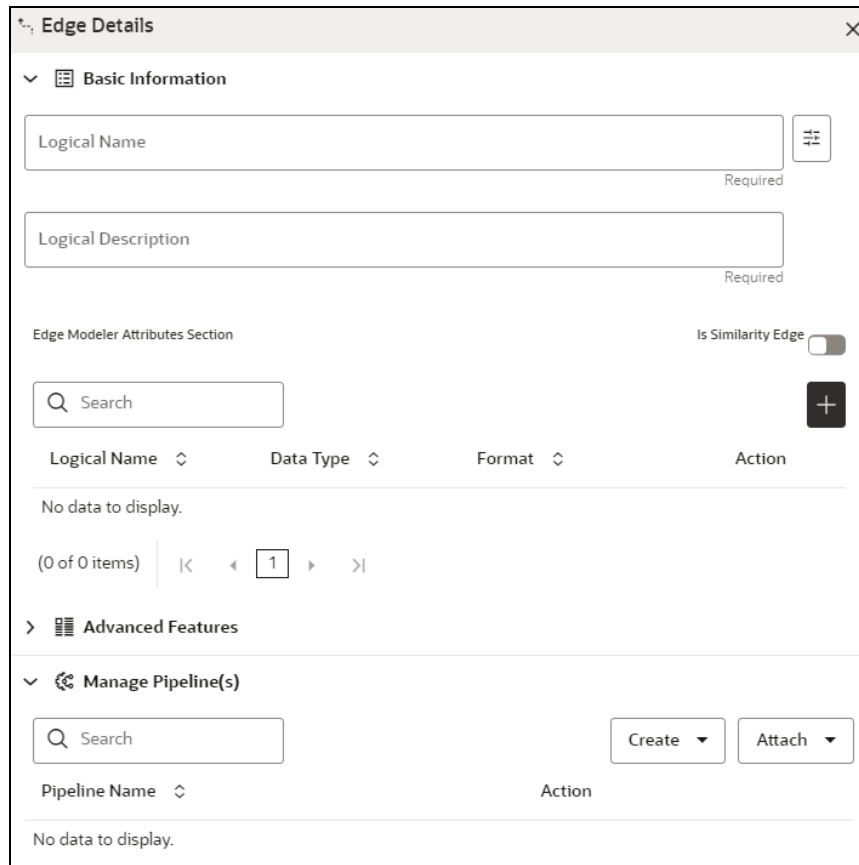 Edge Details
Basic Information
Logical Name
Required
Logical Description
Required
Edge Modeler Attributes Section Is Similarity Edge
Search
Logical Name Data Type Format Action
No data to display.
(0 of 0 items) 1
Advanced Features
Manage Pipeline(s)
Search Create Attach
Pipeline Name Action
No data to display.